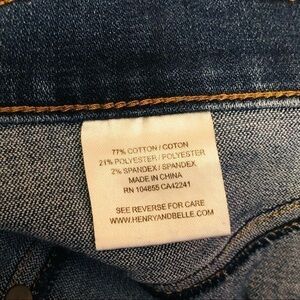 77% COTTON / COTON
21% POLYESTER / POLYESTER
2% SPANDEX / SPANDEX
MADE IN CHINA
RN 104855 CA42241
SEE REVERSE FOR CARE
WWW.HENRYANDBELLE.COM